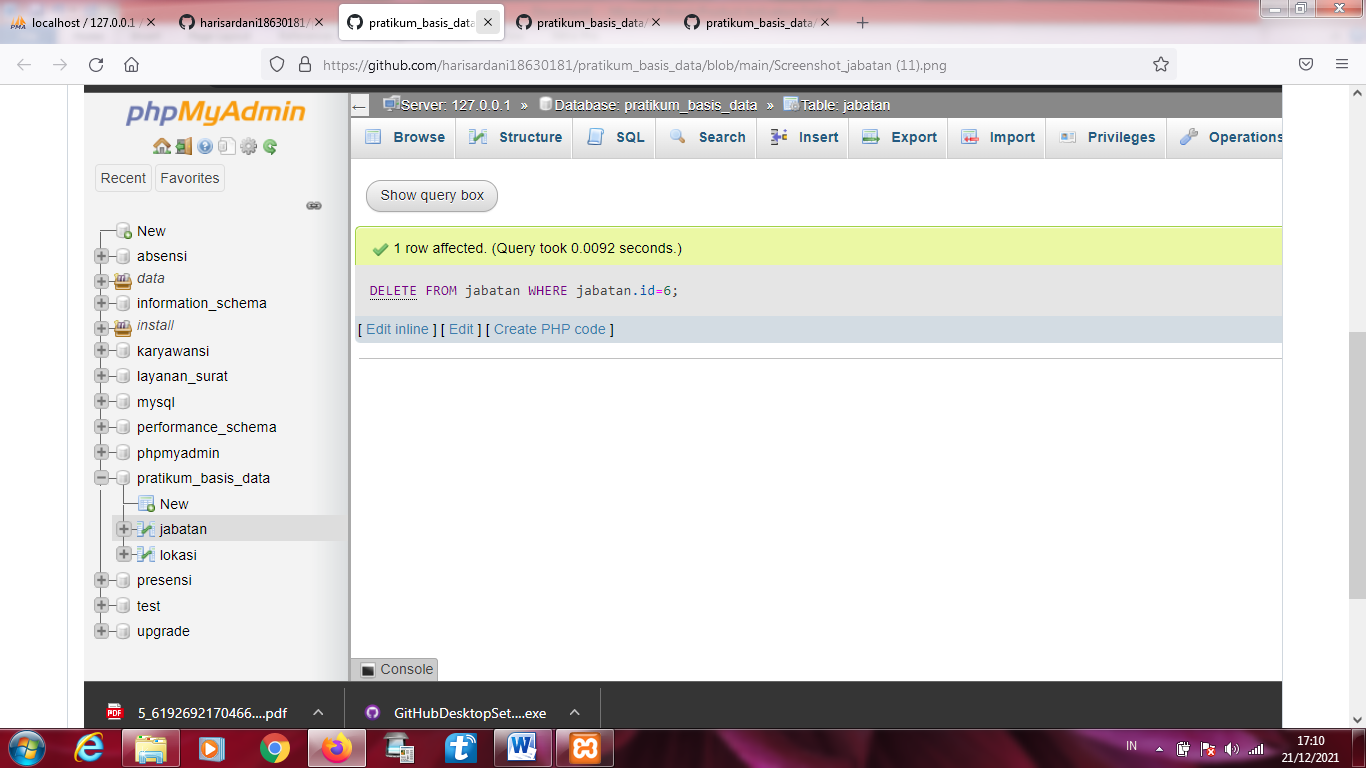 localhost / 127.0.0.1 /
harisardani18630181/
pratikum_basis_data
pratikum_basis_data/
pratikum_basis_data/
https://github.com/harisardani18630181/pratikum_basis_data/blob/main/Screenshot_jabatan (11).png
phpMyAdmin
Recent
Favorites
New
absensi
data
information_schema
install
karyawansi
layanan_surat
mysql
performance_schema
phpmyadmin
pratikum_basis_data
New
jabatan
lokasi
presensi
test
upgrade
Server: 127.0.0.1 » Database: pratikum_basis_data » Table: jabatan
Browse Structure SQL Search Insert Export Import Privileges Operations
Show query box
1 row affected. (Query took 0.0092 seconds.)
DELETE FROM jabatan WHERE jabatan.id=6;
[ Edit inline ] [ Edit ] [ Create PHP code ]
Console
5_6192692170466....pdf
GitHubDesktopSet....exe
IN
17:10
21/12/2021